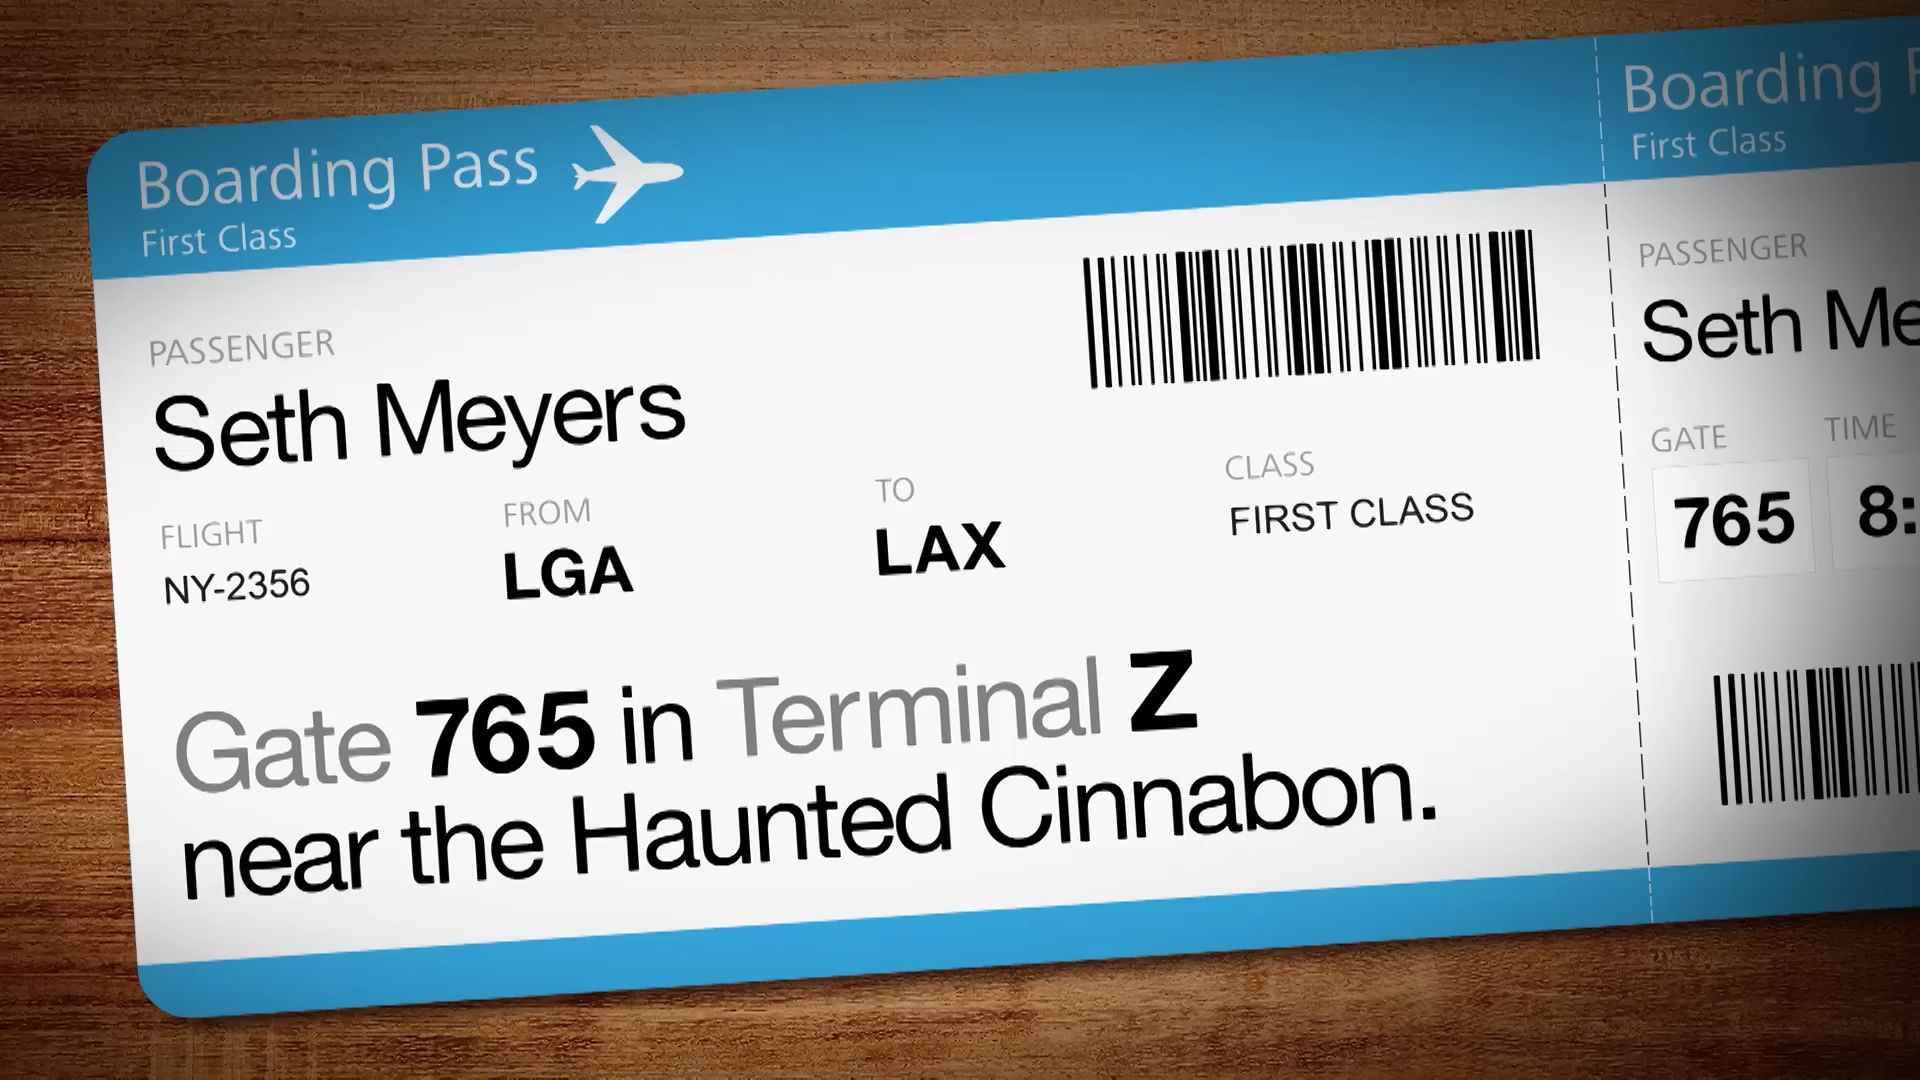 Boarding Pass
First Class
PASSENGER
Seth Meyers
FLIGHT
NY-2356
FROM
LGA
TO
LAX
CLASS
FIRST CLASS
Gate 765 in Terminal Z
near the Haunted Cinnabon.
Boarding
First Class
PASSENGER
Seth
GATE
765
TIME
8: